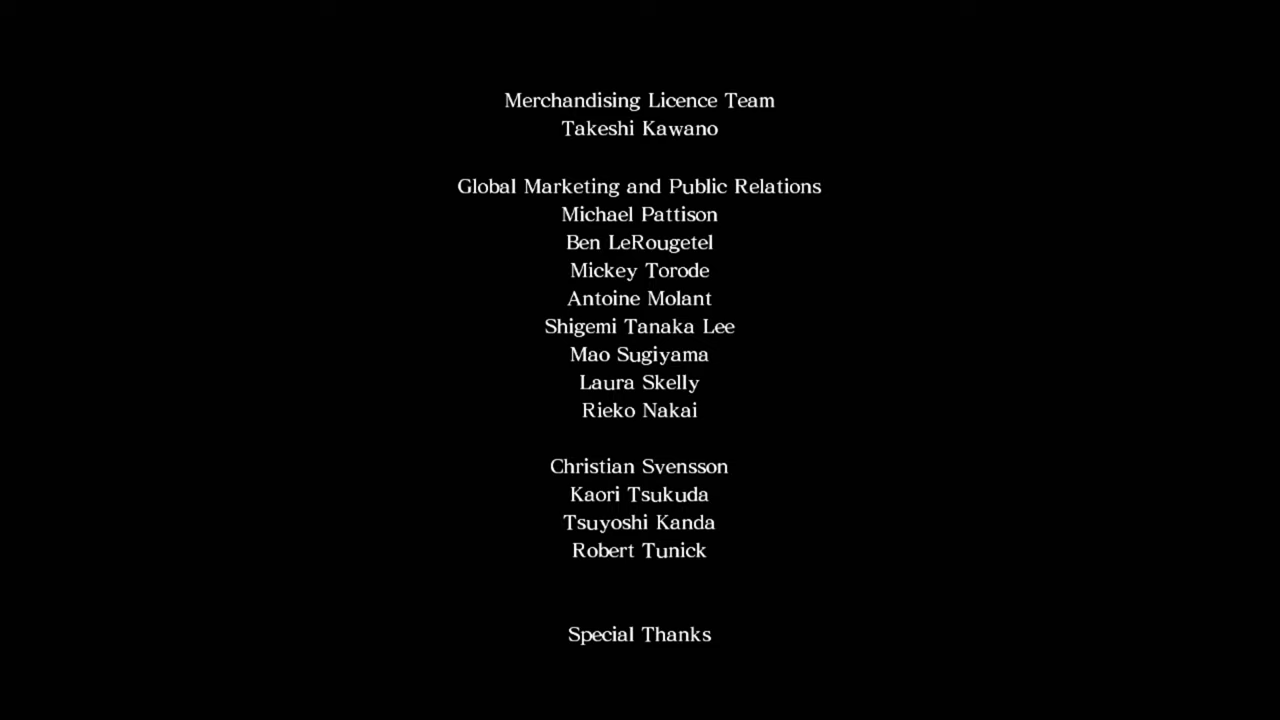 Merchandising Licence Team
Takeshi Kawano
Global Marketing and Public Relations
Michael Pattison
Ben LeRougetel
Mickey Torode
Antoine Molant
Shigemi Tanaka Lee
Mao Sugiyama
Laura Skelly
Rieko Nakai
Christian Svensson
Kaori Tsukuda
Tsuyoshi Kanda
Robert Tunick
Special Thanks